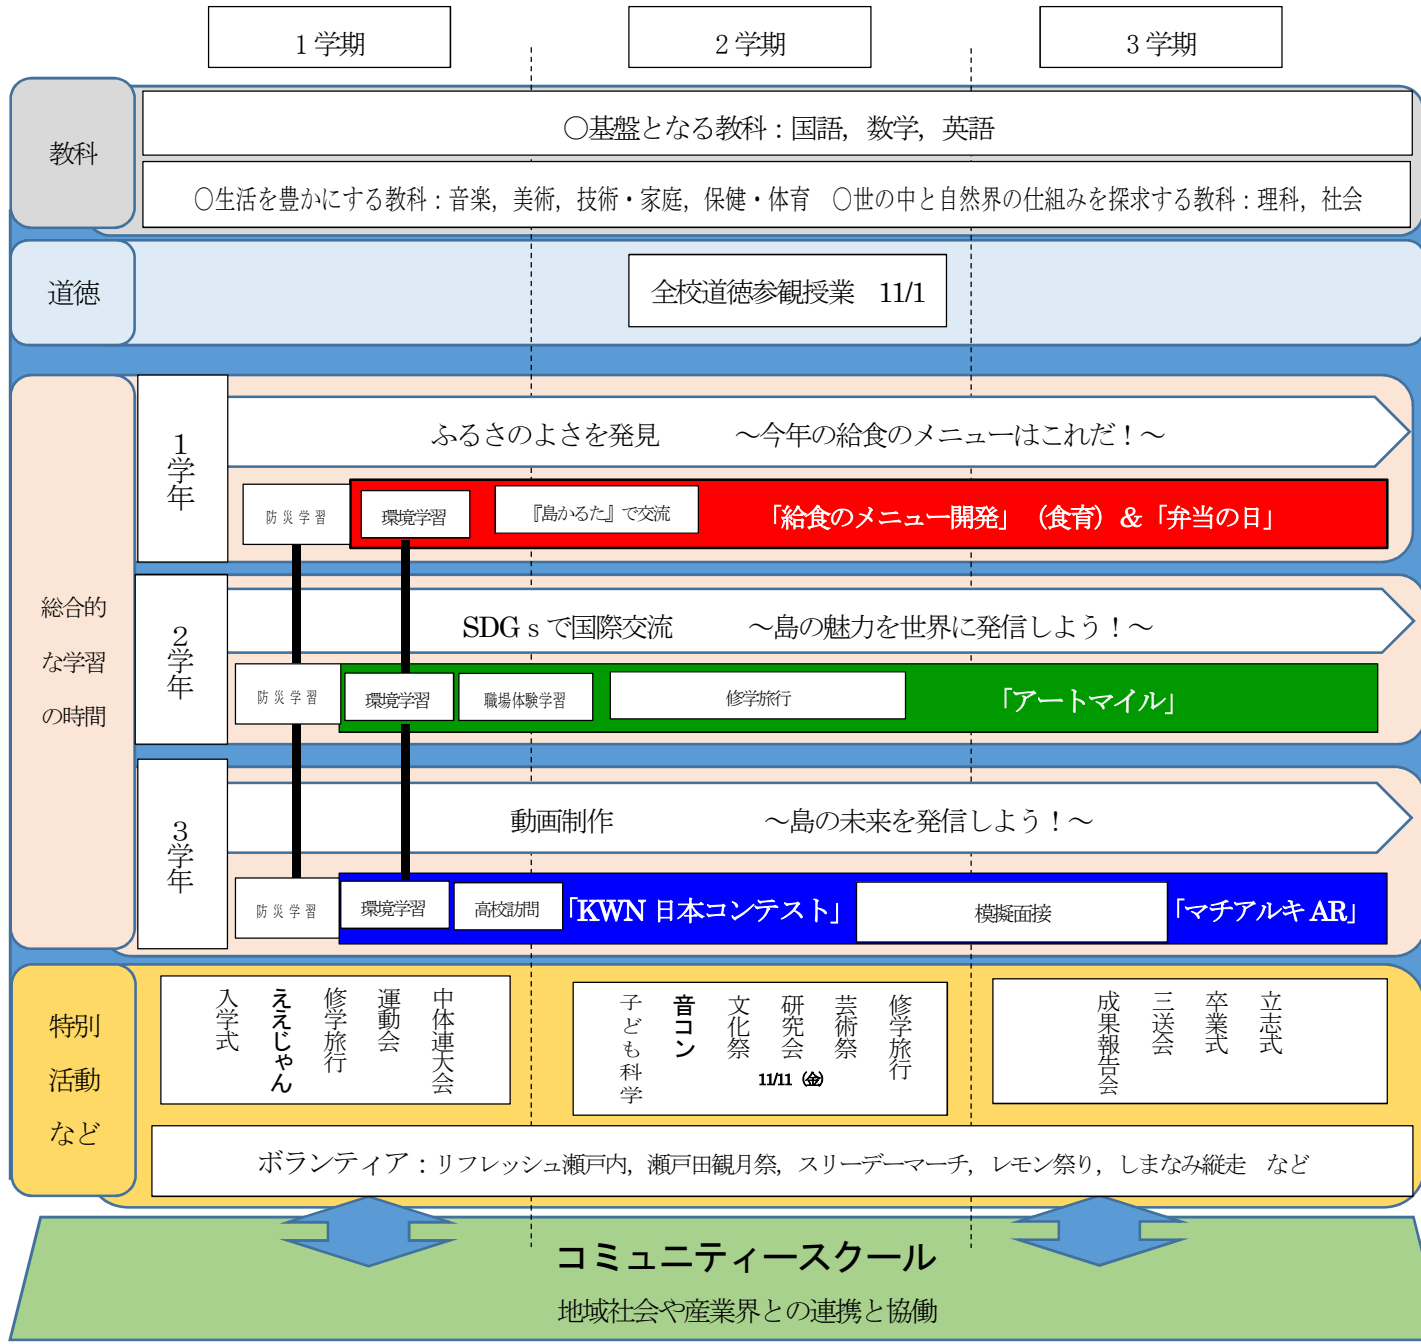 1学期
2学期
3学期
教科
〇基盤となる教科：国語，数学，英語
〇生活を豊かにする教科：音楽，美術，技術・家庭，保健・体育　〇世の中と自然界の仕組みを探求する教科：理科，社会
道徳
全校道徳参観授業　11/1
総合的
な学習
の時間
１学年
ふるさのよさを発見　　～今年の給食のメニューはこれだ！～
防災学習
環境学習
『島かるた』で交流
「給食のメニュー開発」（食育）＆「弁当の日」
２学年
SDGｓで国際交流　　～島の魅力を世界に発信しよう！～
防災学習
環境学習
職場体験学習
修学旅行
「アートマイル」
３学年
動画制作　　～島の未来を発信しよう！～
防災学習
環境学習
高校訪問
「KWN日本コンテスト」
模擬面接
「マチアルキAR」
特別
活動
など
入学式
ええじゃん
修学旅行
運動会
中体連大会
子ども科学
音コン
文化祭
研究会
11/11（金）
芸術祭
修学旅行
成果報告会
三送会
卒業式
立志式
ボランティア：リフレッシュ瀬戸内，瀬戸田観月祭，スリーデーマーチ，レモン祭り，しまなみ縦走　など
コミュニティースクール
地域社会や産業界との連携と協働